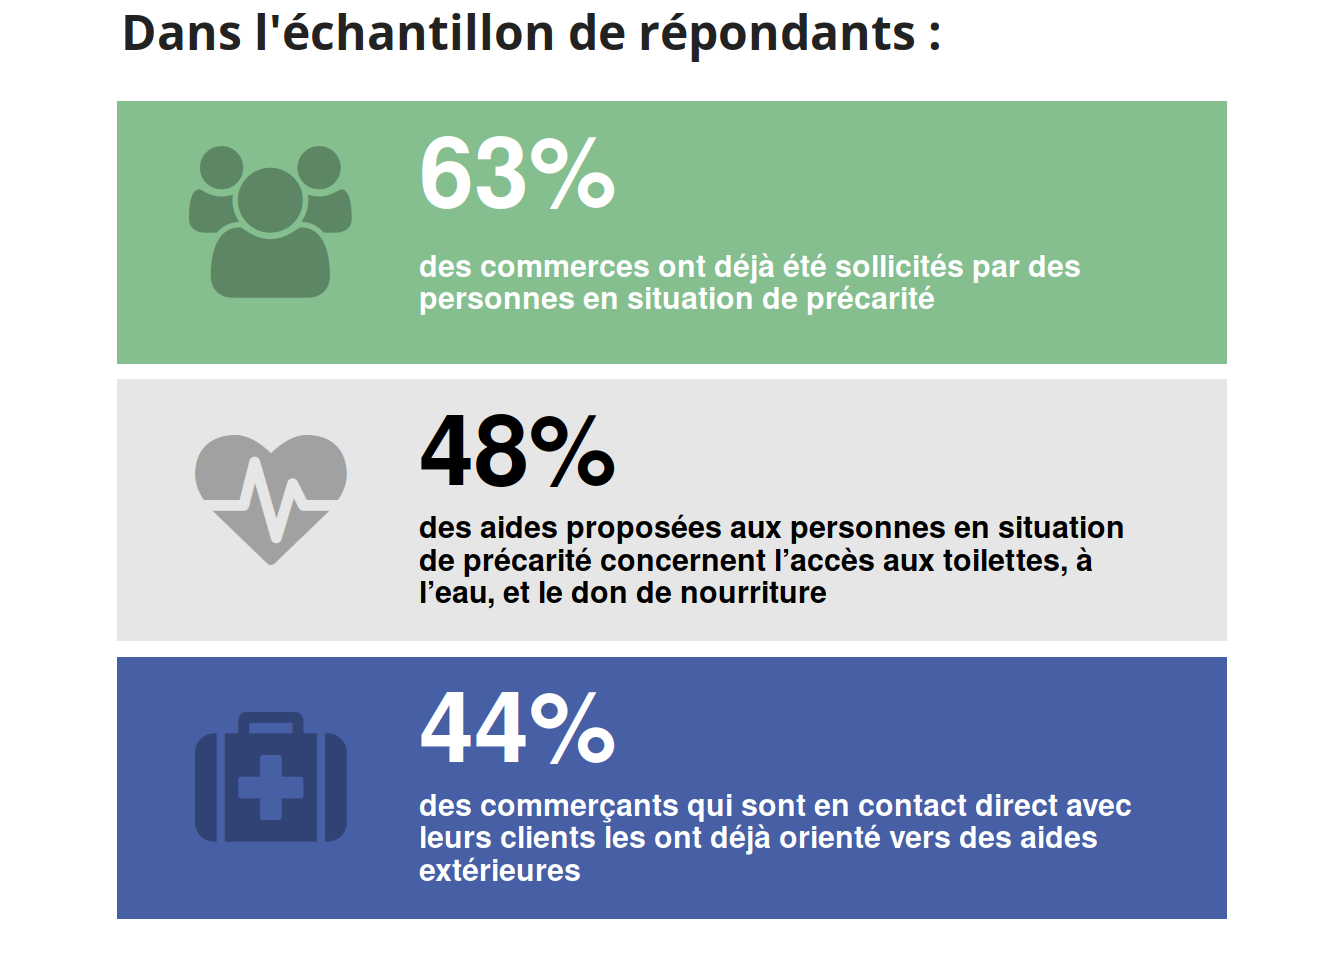 Dans l'échantillon de répondants :
63%
des commerces ont déjà été sollicités par des
personnes en situation de précarité
48%
des aides proposées aux personnes en situation
de précarité concernent l’accès aux toilettes, à
l’eau, et le don de nourriture
44%
des commerçants qui sont en contact direct avec
leurs clients les ont déjà orienté vers des aides
extérieures